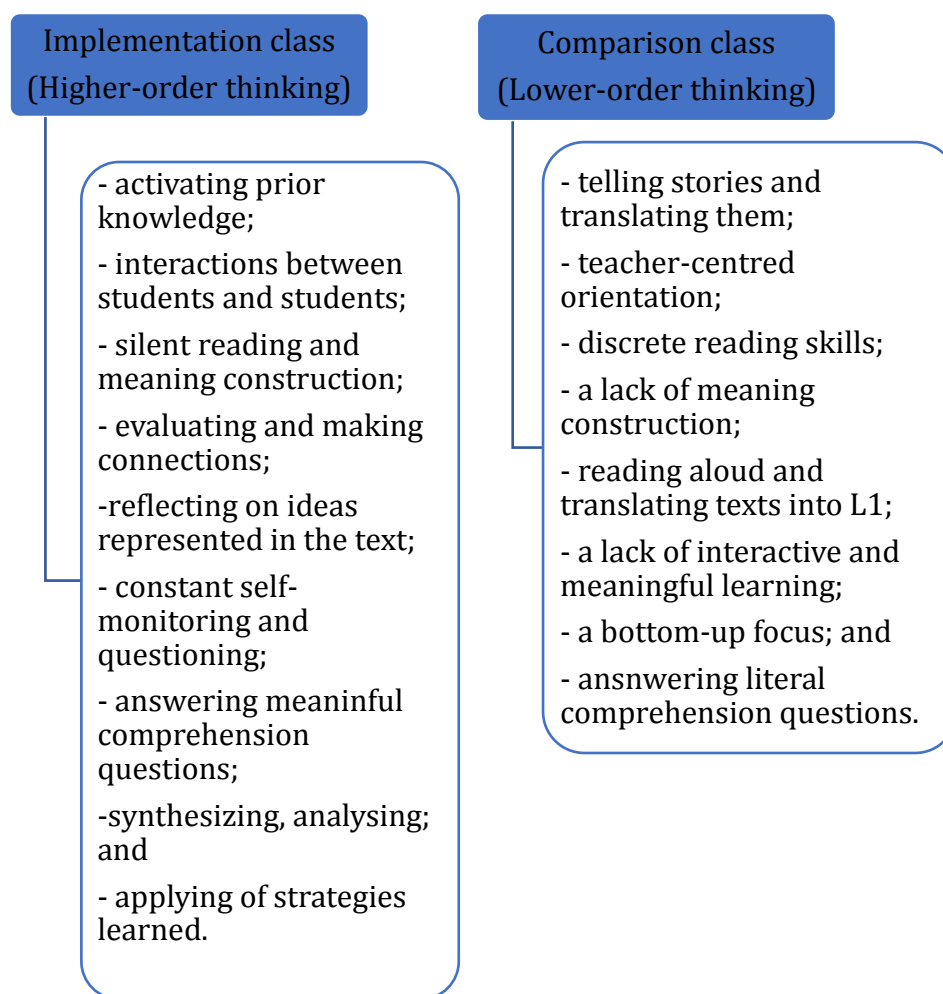 Implementation class
(Higher-order thinking)
- activating prior
knowledge;
- interactions between
students and students;
- silent reading and
meaning construction;
- evaluating and making
connections;
-reflecting on ideas
represented in the text;
- constant self-
monitoring and
questioning;
- answering meaninful
comprehension
questions;
-synthesizing, analysing;
and
- applying of strategies
learned.
Comparison class
(Lower-order thinking)
- telling stories and
translating them;
- teacher-centred
orientation;
- discrete reading skills;
- a lack of meaning
construction;
- reading aloud and
translating texts into L1;
- a lack of interactive and
meaningful learning;
- a bottom-up focus; and
- ansnwering literal
comprehension questions.